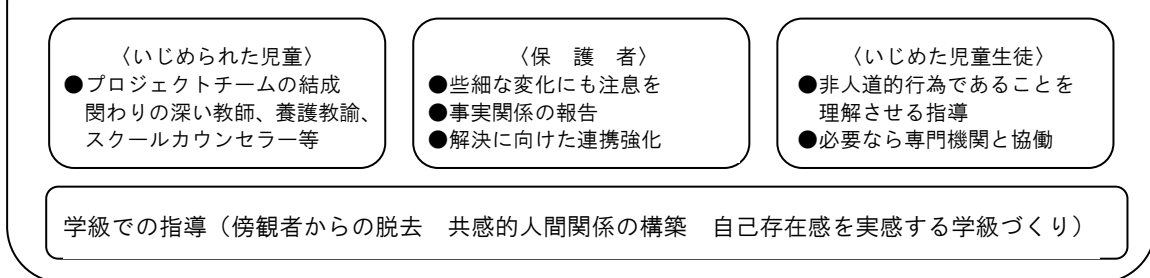 〈いじめられた児童〉
●プロジェクトチームの結成
関わりの深い教師、養護教諭、
スクールカウンセラー等
〈保　護　者〉
●些細な変化にも注息を
●事実関係の報告
●解決に向けた連携強化
〈いじめた児童生徒〉
●非人道的行為であることを
理解させる指導
●必要なら専門機関と協働
学級での指導（傍観者からの脱去　共感的人間関係の構築　自己存在感を実感する学級づくり）